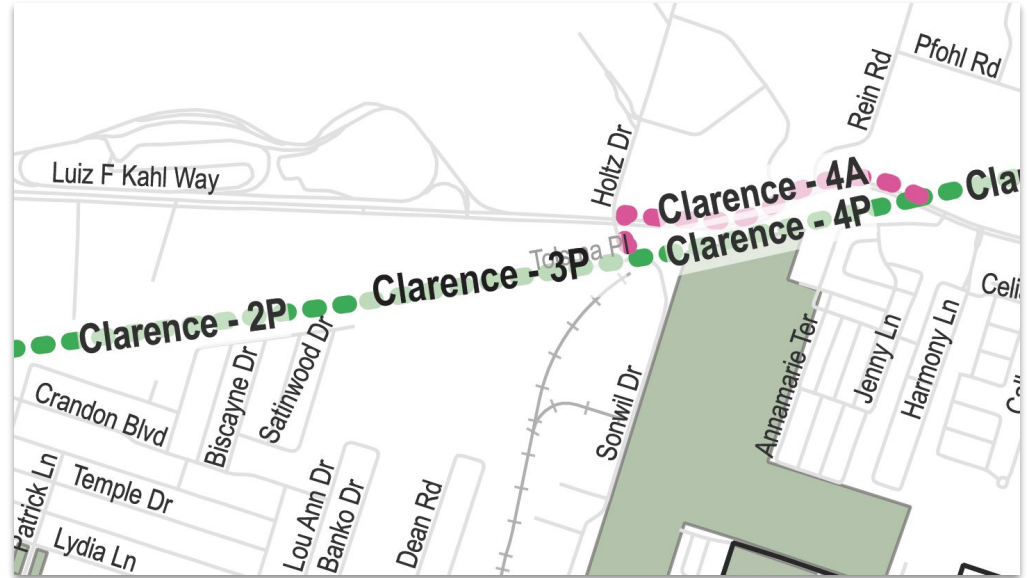 Pfohl Rd
Rein Rd
Luiz F Kahl Way
Holtz Dr
Clarence - 4A
Clarence - 4P
Clarence - 3P
Clarence - 2P
Satinwood Dr
Biscayne Dr
Crandon Blvd
Temple Dr
Patrick Ln
Lydia Ln
Lou Ann Dr
Banko Dr
Dean Rd
Sonwil Dr
Annamarie Ter
Jenny Ln
Harmony Ln
Cla
Celi